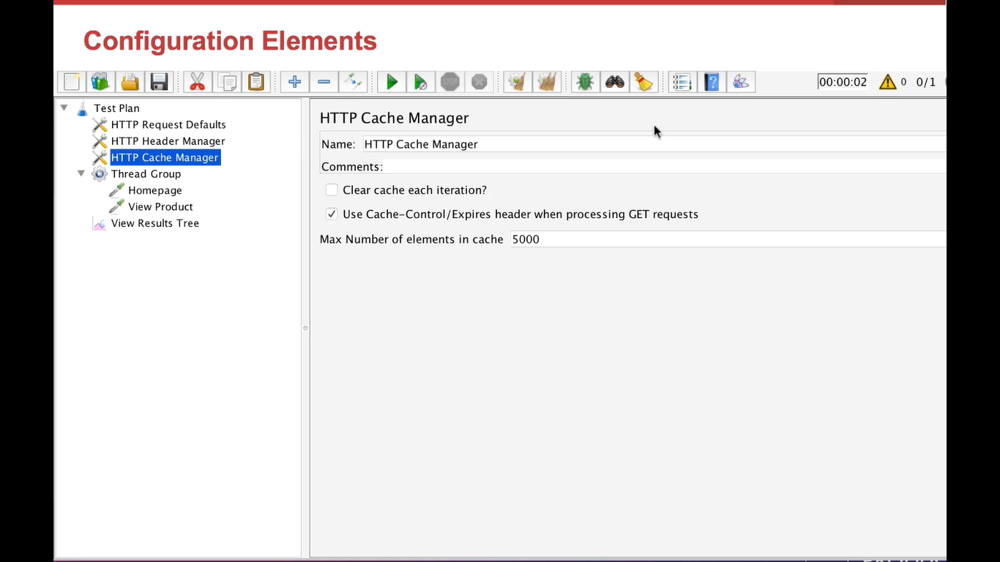 Configuration Elements
STOP
00:00:02
0
0/1
Test Plan
HTTP Request Defaults
HTTP Header Manager
HTTP Cache Manager
Thread Group
Homepage
View Product
View Results Tree
HTTP Cache Manager
Name: HTTP Cache Manager
Comments:
Clear cache each iteration?
Use Cache-Control/Expires header when processing GET requests
Max Number of elements in cache 5000